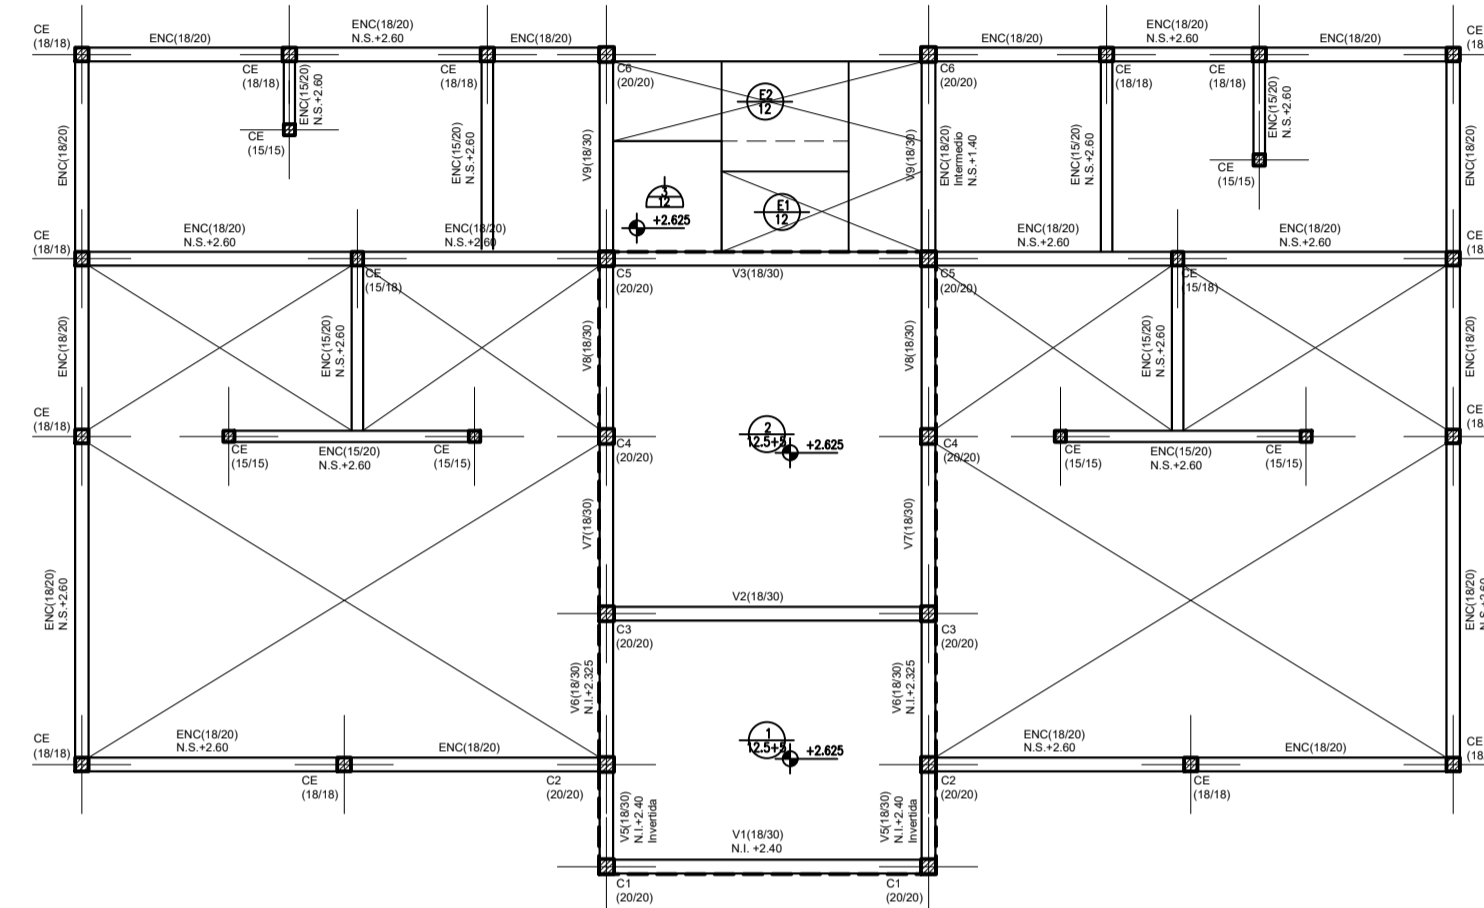 CE
(18/18)
ENC(18/20)
ENC(18/20)
N.S.+2.60
ENC(18/20)
CE
(18/18)
ENC(15/20)
N.S.+2.60
CE
(18/18)
C6
(20/20)
ENC(18/20)
ENC(18/20)
N.S.+2.60
ENC(18/20)
CE
C6
(20/20)
CE
(18/18)
CE
(18/18)
ENC(15/20)
N.S.+2.60
E2
12
CE
(15/15)
ENC(18/20)
ENC(15/20)
N.S.+2.60
V9(18/30)
V9(18/30)
ENC(18/20)
Intermedio
N.S.+1.40
ENC(15/20)
N.S.+2.60
CE
(15/15)
ENC(18/20)
3
12
+2.625
E1
12
CE
(18/18)
ENC(18/20)
N.S.+2.60
ENC(18/20)
N.S.+2.60
ENC(18/20)
N.S.+2.60
ENC(18/20)
N.S.+2.60
CE
CE
(15/18)
C5
(20/20)
V3(18/30)
C5
(20/20)
CE
(15/18)
ENC(18/20)
ENC(15/20)
N.S.+2.60
V8(18/30)
V8(18/30)
ENC(15/20)
N.S.+2.60
ENC(18/20)
CE
(18/18)
CE
(15/15)
ENC(15/20)
N.S.+2.60
CE
(15/15)
C4
(20/20)
2
12.5+5
+2.625
C4
(20/20)
CE
(15/15)
ENC(15/20)
N.S.+2.60
CE
(15/15)
CE
V7(18/30)
V7(18/30)
ENC(18/20)
N.S.+2.60
V2(18/30)
ENC(18/20)
N.S.+2.60
C3
(20/20)
C3
(20/20)
V6(18/30)
N.I.+2.325
V6(18/30)
N.I.+2.325
1
12.5+5
+2.625
CE
(18/18)
ENC(18/20)
N.S.+2.60
ENC(18/20)
ENC(18/20)
N.S.+2.60
ENC(18/20)
CE
CE
(18/18)
C2
(20/20)
C2
(20/20)
CE
(18/18)
V5(18/30)
N.I.+2.40
Invertida
V1(18/30)
N.I. +2.40
V5(18/30)
N.I.+2.40
Invertida
C1
(20/20)
C1
(20/20)